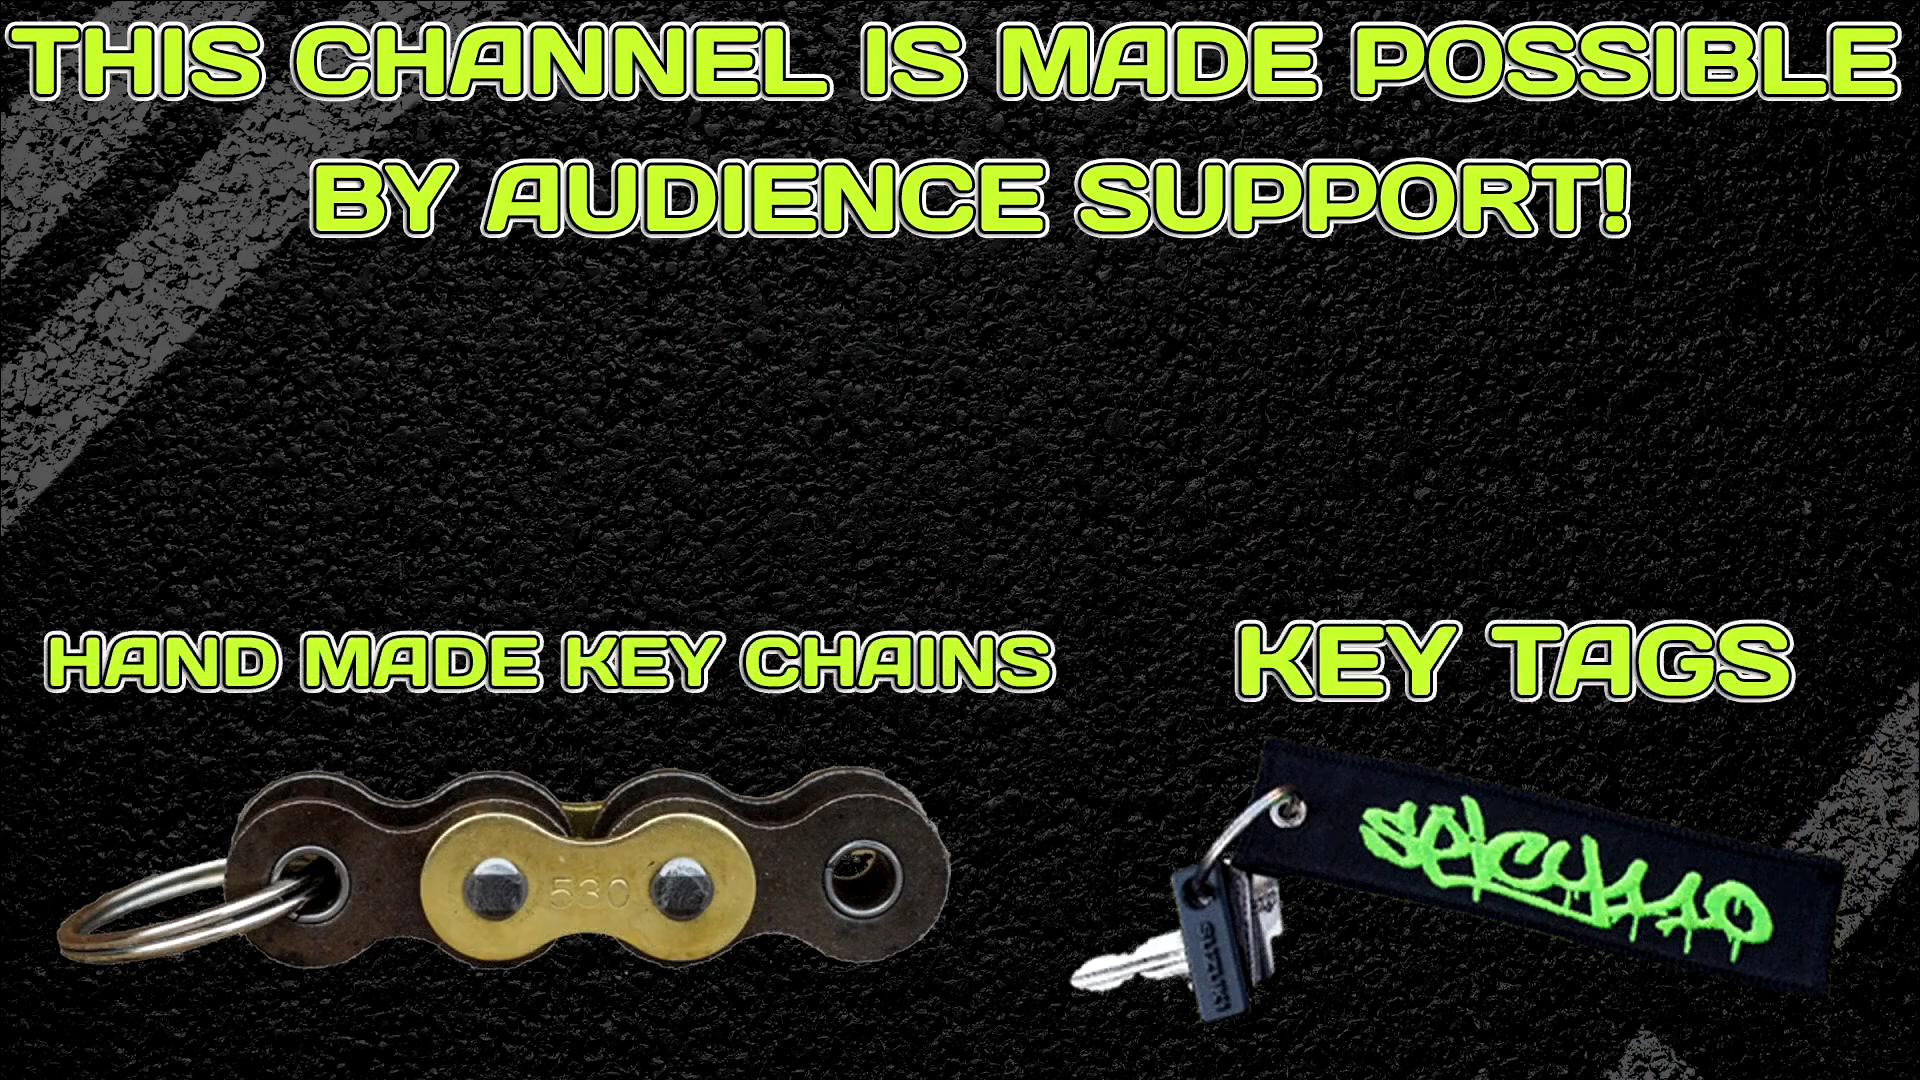 THIS CHANNEL IS MADE POSSIBLE
BY AUDIENCE SUPPORT!
HAND MADE KEY CHAINS
KEY TAGS
530